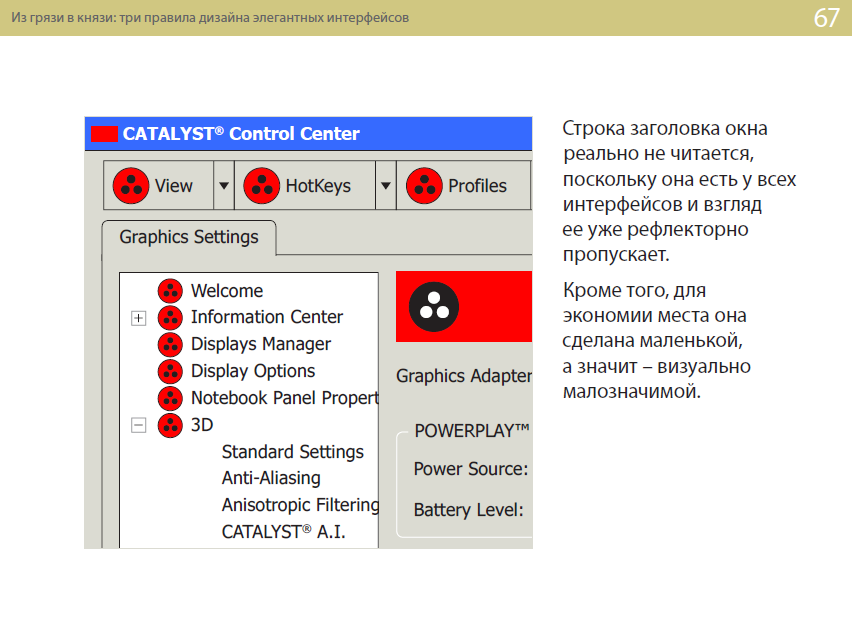 Из грязи в князи: три правила дизайна элегантных интерфейсов
67
CATALYST® Control Center
View
HotKeys
Profiles
Graphics Settings
Welcome
Information Center
Displays Manager
Display Options
Notebook Panel Propert
3D
Standard Settings
Anti-Aliasing
Anisotropic Filtering
CATALYST® A.I.
Graphics Adapter
POWERPLAY™
Power Source:
Battery Level:
Строка заголовка окна
реально не читается,
поскольку она есть у всех
интерфейсов и взгляд
ее уже рефлекторно
пропускает.
Кроме того, для
экономии места она
сделана маленькой,
а значит – визуально
малозначимой.